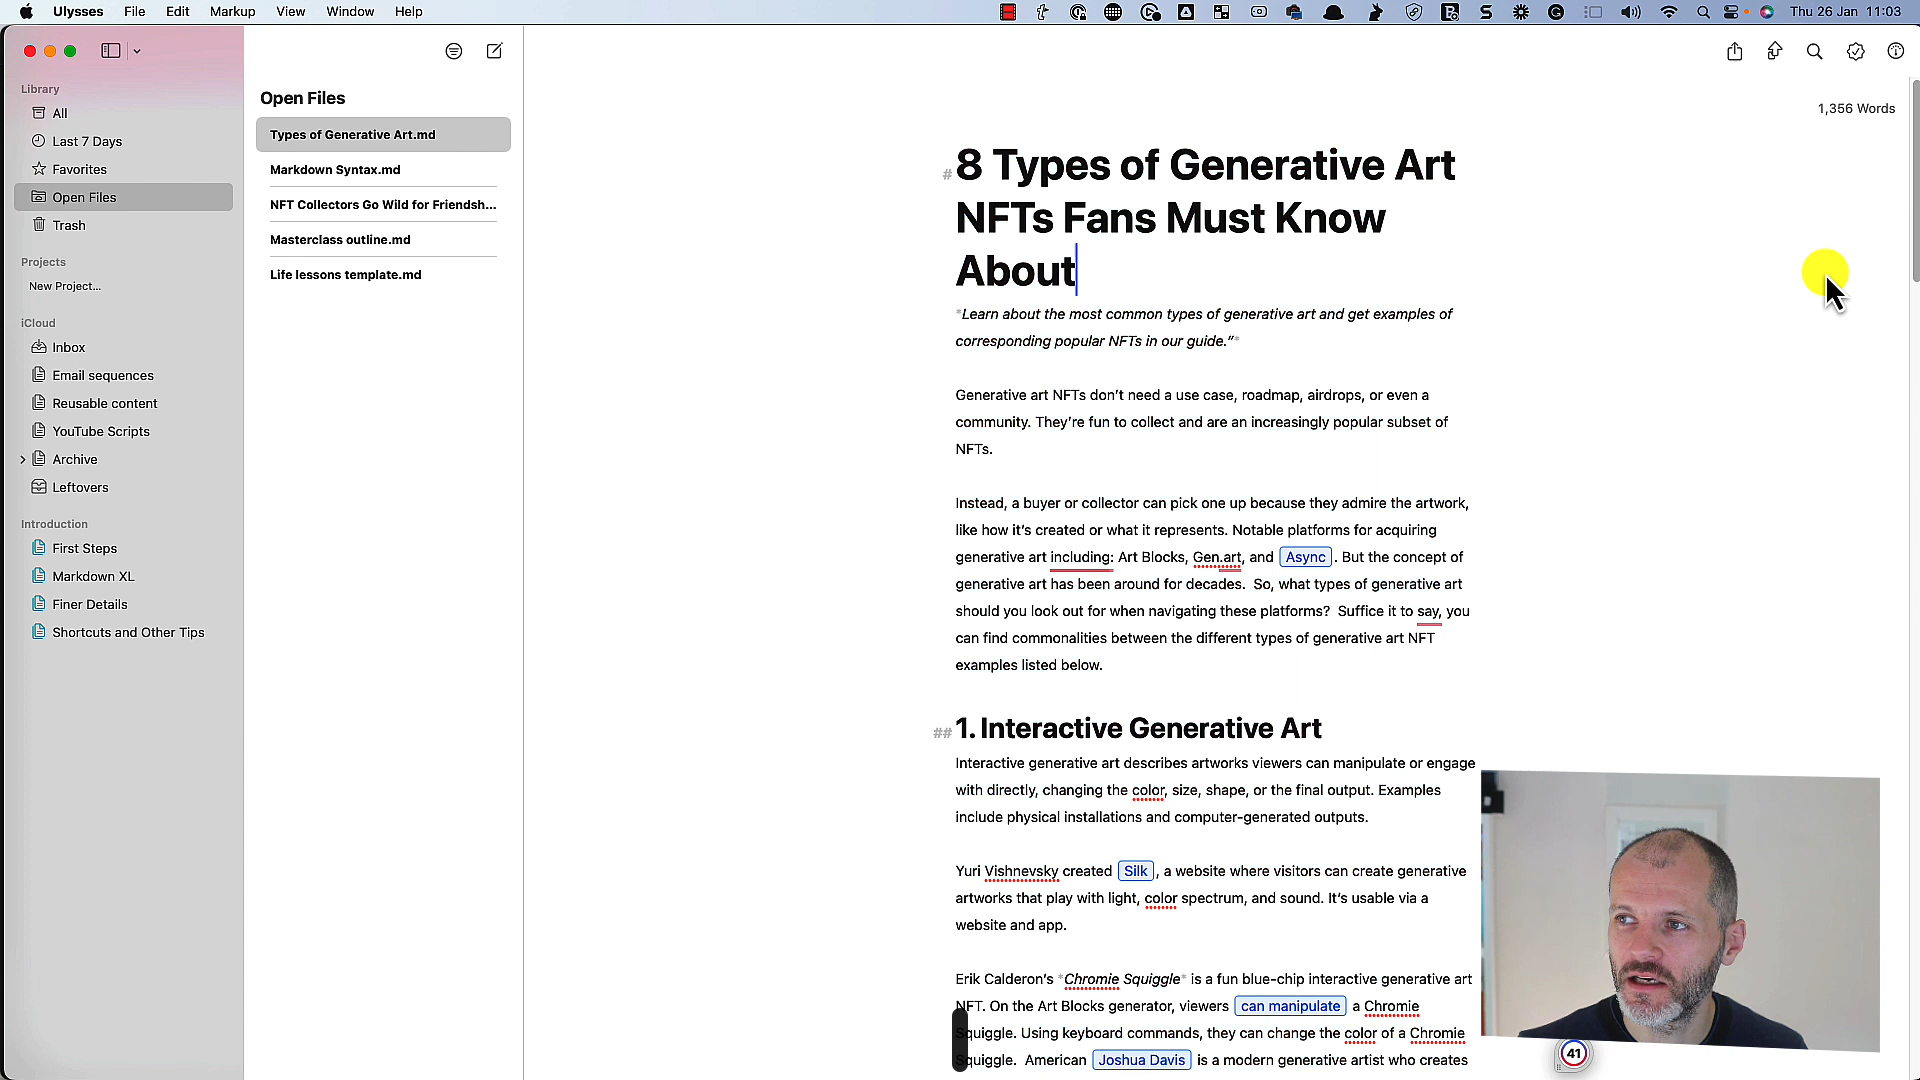 Ulysses File Edit Markup View Window Help
Thu 26 Jan 11:03
Library
All
Last 7 Days
Favorites
Open Files
Trash
Projects
New Project...
iCloud
Inbox
Email sequences
Reusable content
YouTube Scripts
Archive
Leftovers
Introduction
First Steps
Markdown XL
Finer Details
Shortcuts and Other Tips
Open Files
Types of Generative Art.md
Markdown Syntax.md
NFT Collectors Go Wild for Friendsh...
Masterclass outline.md
Life lessons template.md
1,356 Words
# 8 Types of Generative Art
NFTs Fans Must Know
About
*Learn about the most common types of generative art and get examples of
corresponding popular NFTs in our guide.”*
Generative art NFTs don’t need a use case, roadmap, airdrops, or even a
community. They’re fun to collect and are an increasingly popular subset of
NFTs.
Instead, a buyer or collector can pick one up because they admire the artwork,
like how it’s created or what it represents. Notable platforms for acquiring
generative art including: Art Blocks, Gen.art, and Async . But the concept of
generative art has been around for decades. So, what types of generative art
should you look out for when navigating these platforms? Suffice it to say, you
can find commonalities between the different types of generative art NFT
examples listed below.
## 1. Interactive Generative Art
Interactive generative art describes artworks viewers can manipulate or engage
with directly, changing the color, size, shape, or the final output. Examples
include physical installations and computer-generated outputs.
Yuri Vishnevsky created Silk , a website where visitors can create generative
artworks that play with light, color spectrum, and sound. It’s usable via a
website and app.
Erik Calderon’s *Chromie Squiggle* is a fun blue-chip interactive generative art
NFT. On the Art Blocks generator, viewers can manipulate a Chromie
Squiggle. Using keyboard commands, they can change the color of a Chromie
Squiggle. American Joshua Davis is a modern generative artist who creates
41